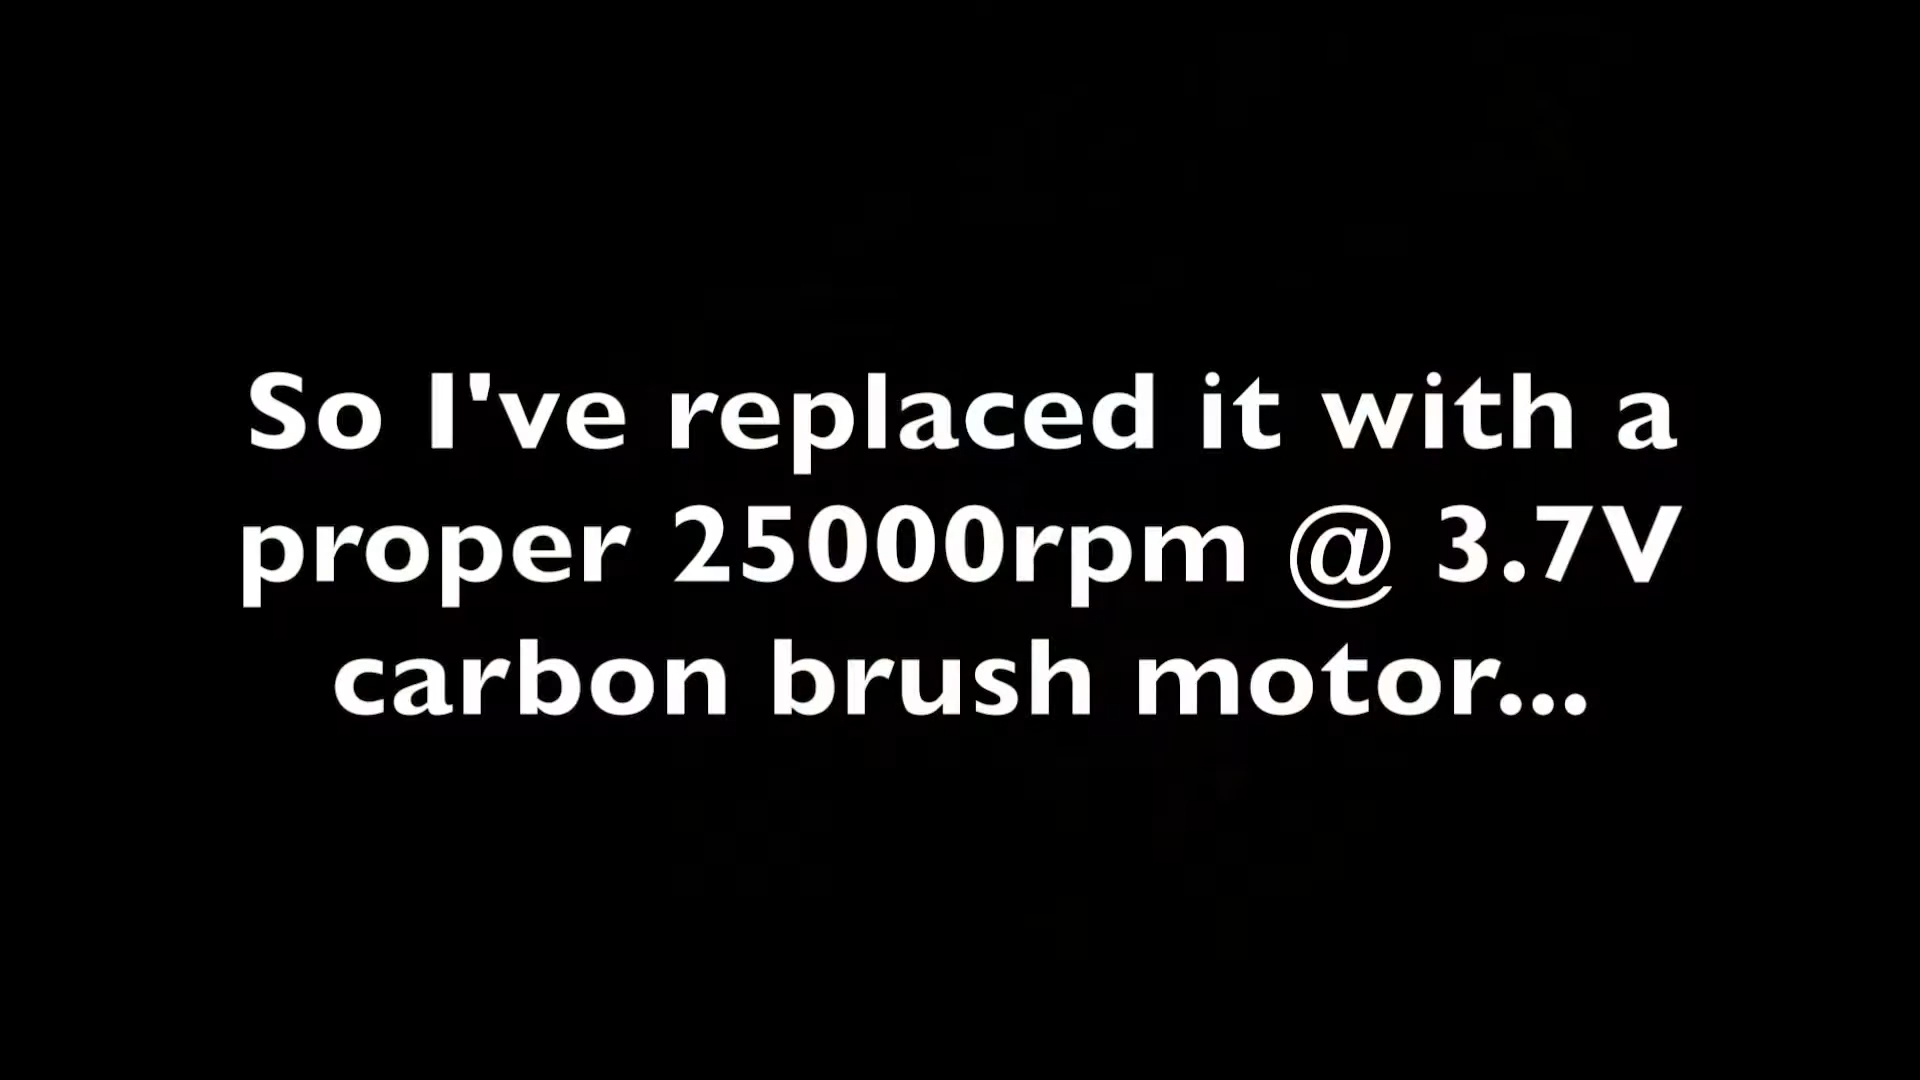 So I've replaced it with a
proper 25000rpm @ 3.7V
carbon brush motor...